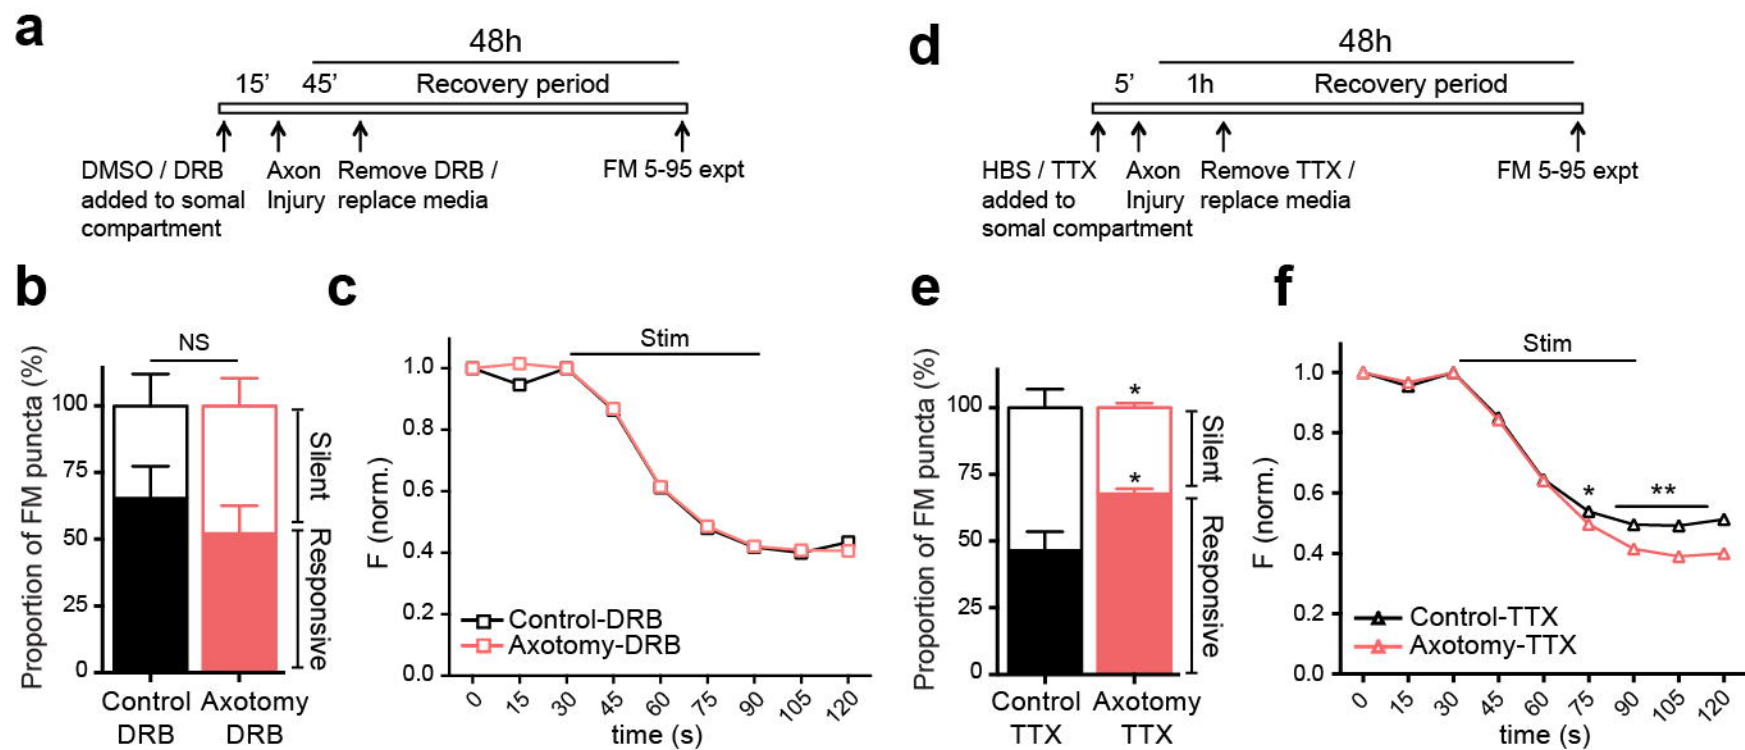 a
48h
15' 45' Recovery period
DMSO / DRB
added to somal
compartment
Axon
Injury
Remove DRB /
replace media
FM 5-95 expt
d
48h
5' 1h Recovery period
HBS / TTX
added to
somal compartment
Axon
Injury
Remove TTX /
replace media
FM 5-95 expt
b
Proportion of FM puncta (%)
NS
100
75
50
25
0
Silent
Responsive
Control
DRB
Axotomy
DRB
c
F (norm.)
Stim
1.0
0.8
0.6
0.4
0.2
0.0
Control-DRB
Axotomy-DRB
0 15 30 45 60 75 90 105 120
time (s)
e
Proportion of FM puncta (%)
*
*
100
75
50
25
0
Silent
Responsive
Control
TTX
Axotomy
TTX
f
F (norm.)
Stim
* **
1.0
0.8
0.6
0.4
0.2
0.0
Control-TTX
Axotomy-TTX
0 15 30 45 60 75 90 105 120
time (s)